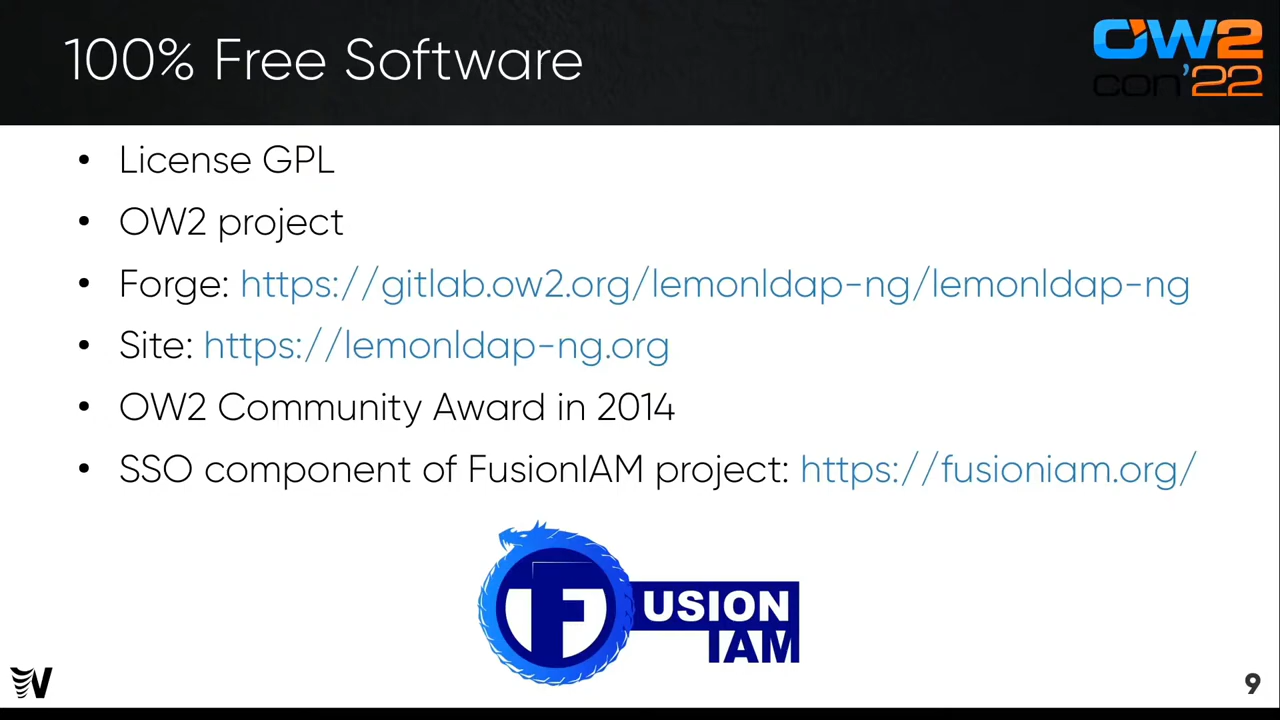 100% Free Software
OW2
con'22
• License GPL
• OW2 project
• Forge: https://gitlab.ow2.org/lemonldap-ng/lemonldap-ng
• Site: https://lemonldap-ng.org
• OW2 Community Award in 2014
• SSO component of FusionIAM project: https://fusioniam.org/
FUSION
IAM
9